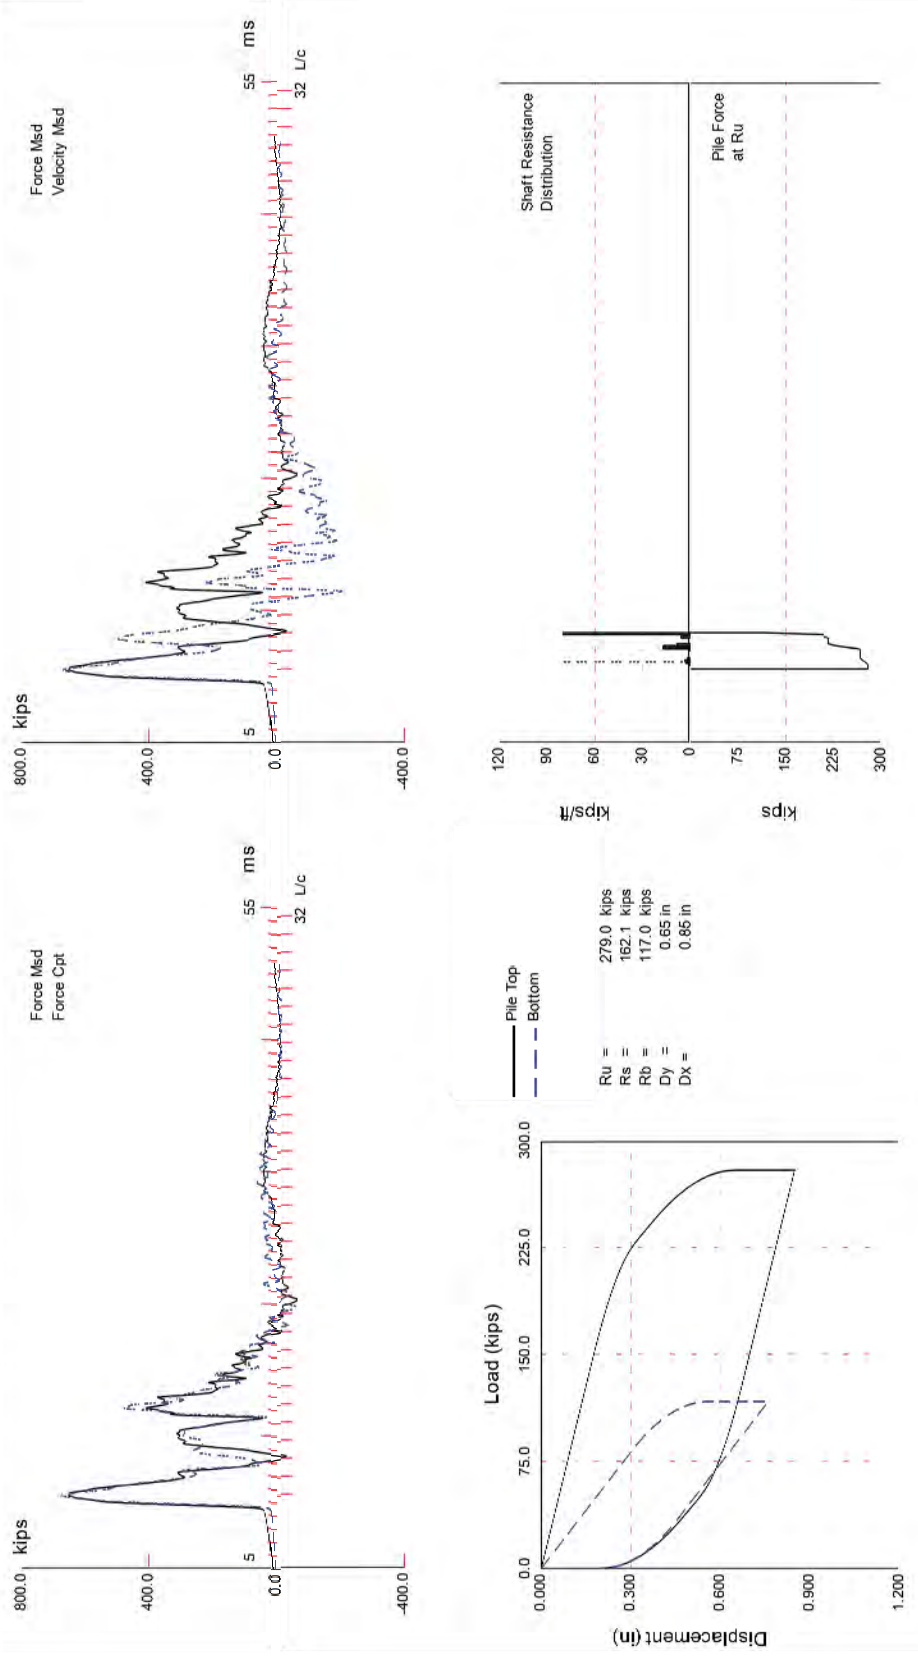 800.0
kips
400.0
0.0
-400.0
5
55
ms
32 L/c
Force Msd
Force Cpt
800.0
kips
400.0
0.0
-400.0
5
55
ms
32 L/c
Force Msd
Velocity Msd
Load (kips)
0.0
75.0
150.0
225.0
300.0
0.000
0.300
0.600
0.900
1.200
Displacement (in)
Pile Top
Bottom
Ru = 279.0 kips
Rs = 162.1 kips
Rb = 117.0 kips
Dy = 0.65 in
Dx = 0.85 in
120
90
60
30
0
75
150
225
300
kips/ft
kips
Shaft Resistance
Distribution
Pile Force
at Ru